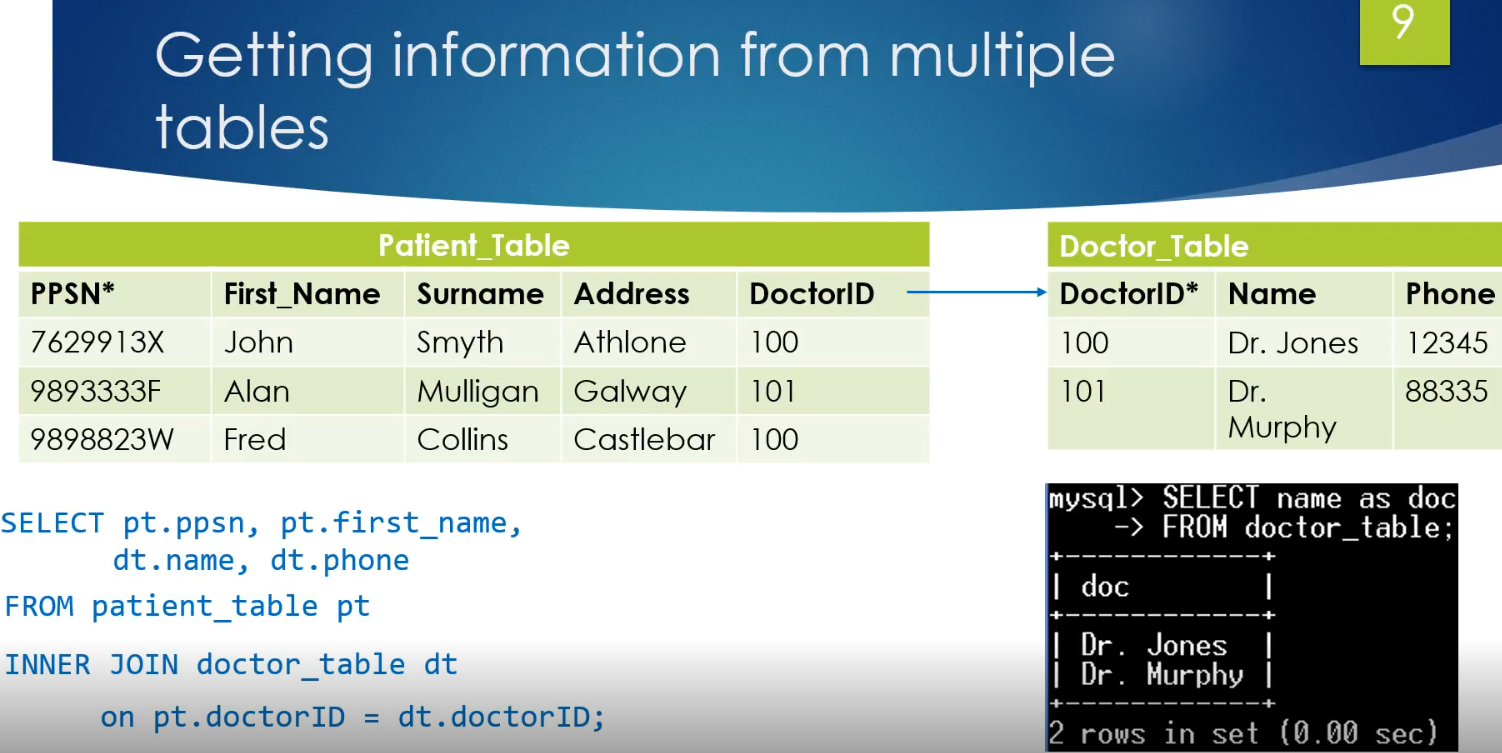 Getting information from multiple
tables
9
Patient_Table
PPSN* First_Name Surname Address DoctorID
7629913X John Smyth Athlone 100
9893333F Alan Mulligan Galway 101
9898823W Fred Collins Castlebar 100
Doctor_Table
DoctorID* Name Phone
100 Dr. Jones 12345
101 Dr. 88335
Murphy
SELECT pt.ppsn, pt.first_name,
dt.name, dt.phone
FROM patient_table pt
INNER JOIN doctor_table dt
on pt.doctorID = dt.doctorID;
mysql> SELECT name as doc
-> FROM doctor_table;
+------------+
| doc |
+------------+
| Dr. Jones |
| Dr. Murphy |
+------------+
2 rows in set (0.00 sec)